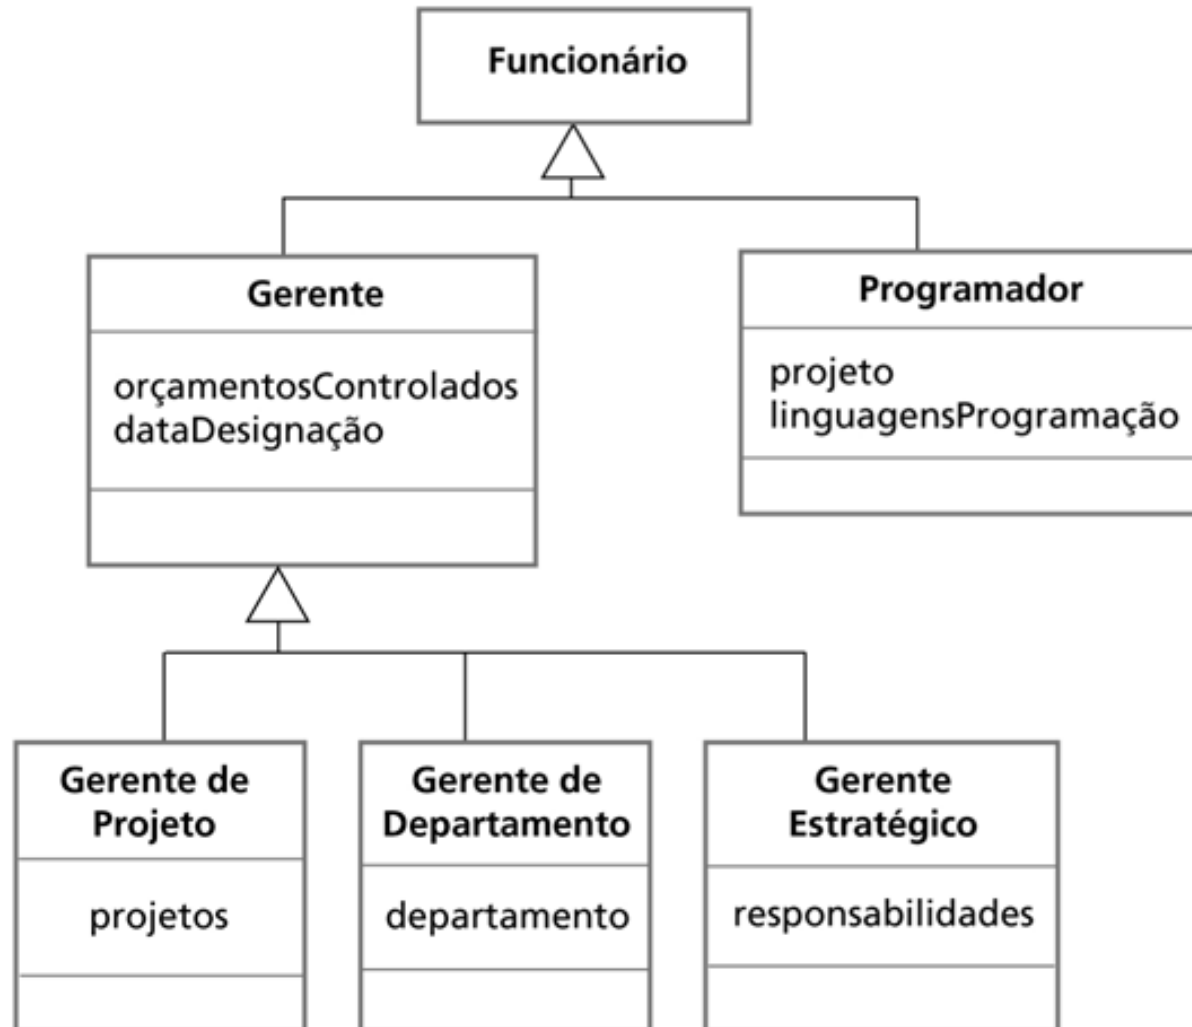 Funcionário
Gerente
orçamentosControlados
dataDesignação
Programador
projeto
linguagensProgramação
Gerente de
Projeto
projetos
Gerente de
Departamento
departamento
Gerente
Estratégico
responsabilidades